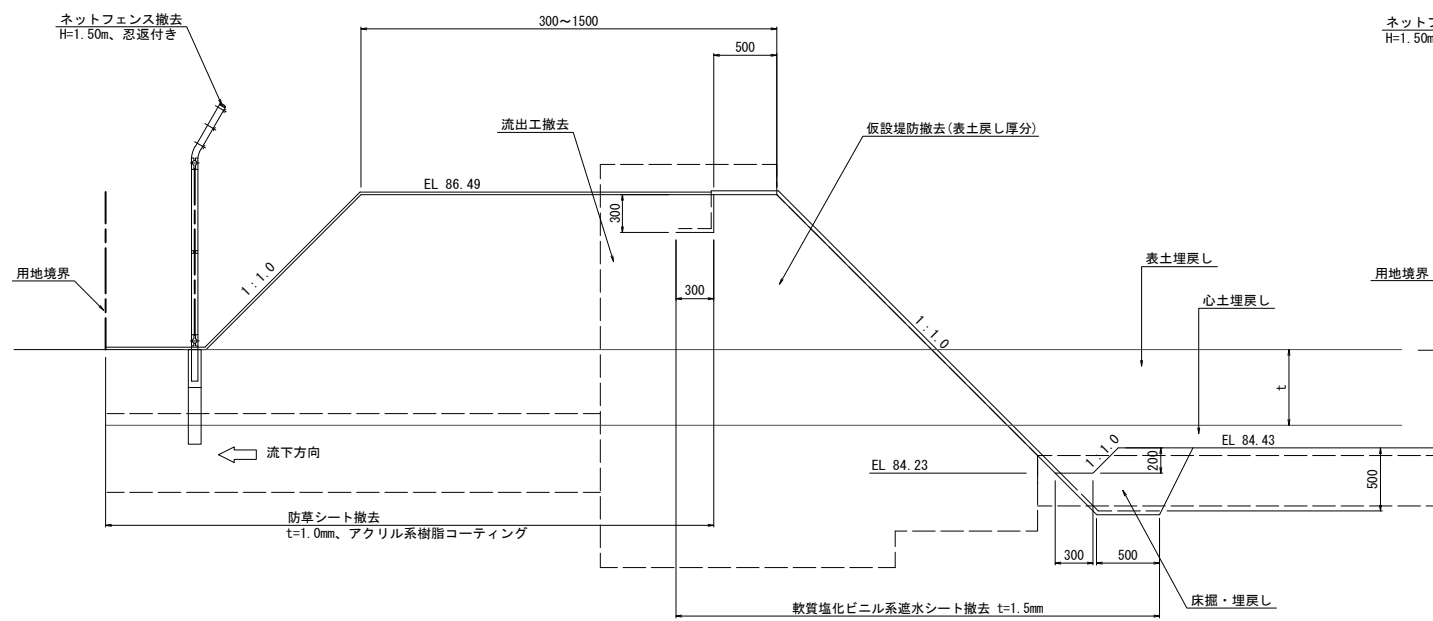 ネットフェンス撤去
H=1.50m、忍返付き
300～1500
500
ネットフ
H=1.50m
流出工撤去
仮設堤防撤去(表土戻し厚分)
EL 86.49
300
1:1.0
用地境界
300
1:1.0
表土埋戻し
用地境界
心土埋戻し
t
流下方向
EL 84.43
1:1.0
200
EL 84.23
500
防草シート撤去
t=1.0mm、アクリル系樹脂コーティング
300
500
軟質塩化ビニル系遮水シート撤去 t=1.5mm
床掘・埋戻し